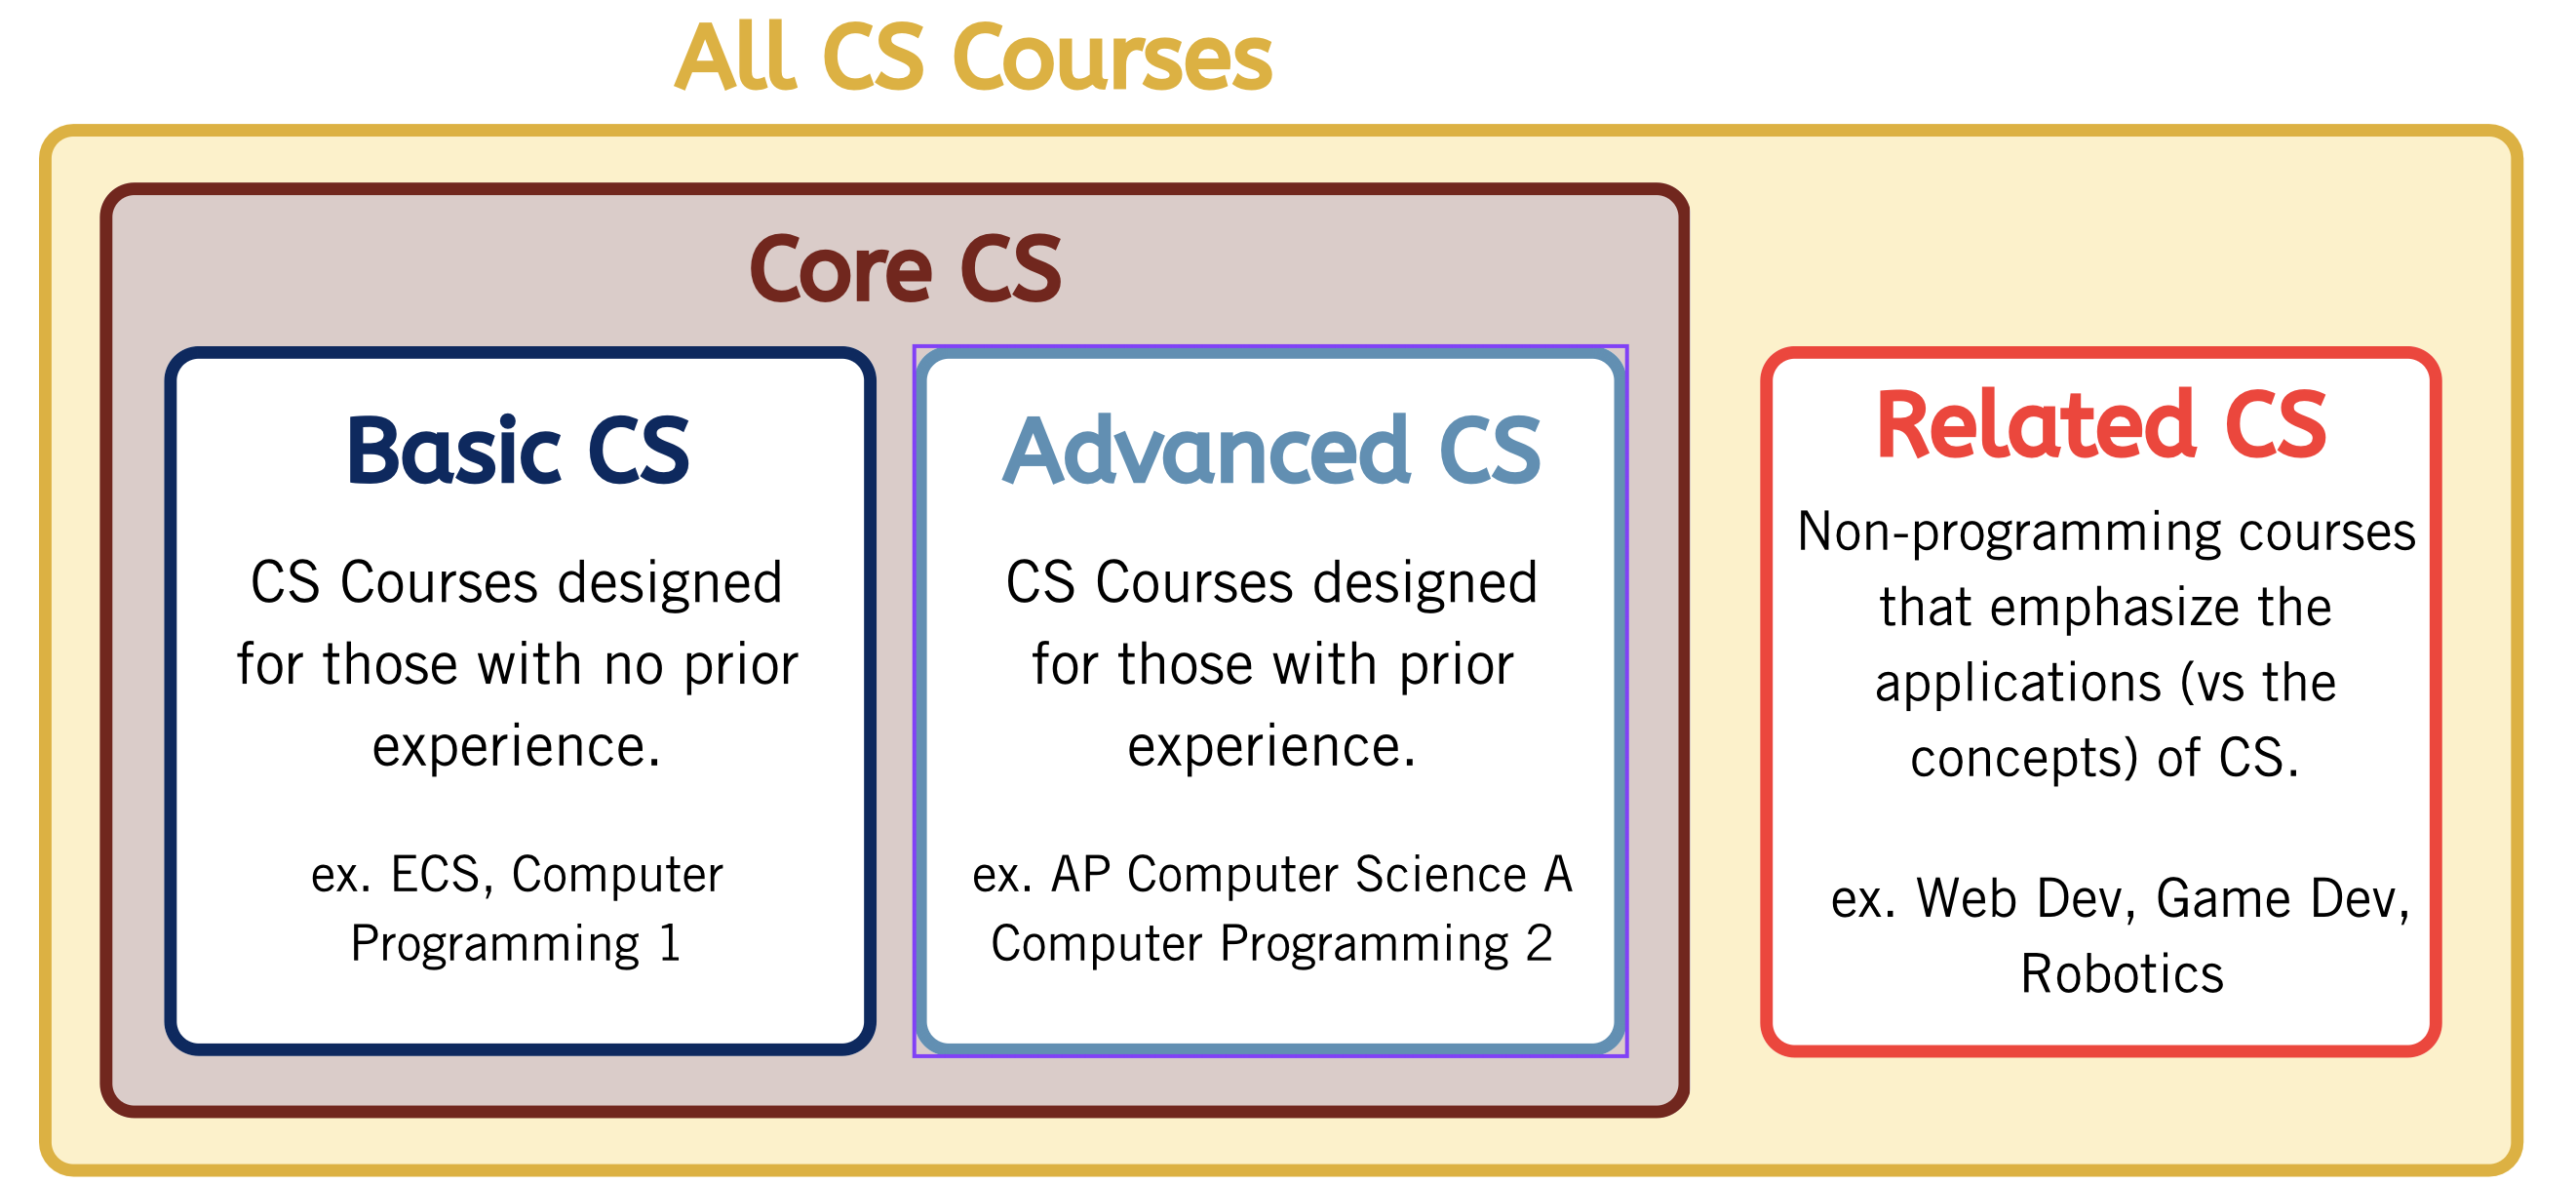 All CS Courses
Core CS
Basic CS
CS Courses designed
for those with no prior
experience.
ex. ECS, Computer
Programming 1
Advanced CS
CS Courses designed
for those with prior
experience.
ex. AP Computer Science A
Computer Programming 2
Related CS
Non-programming courses
that emphasize the
applications (vs the
concepts) of CS.
ex. Web Dev, Game Dev,
Robotics